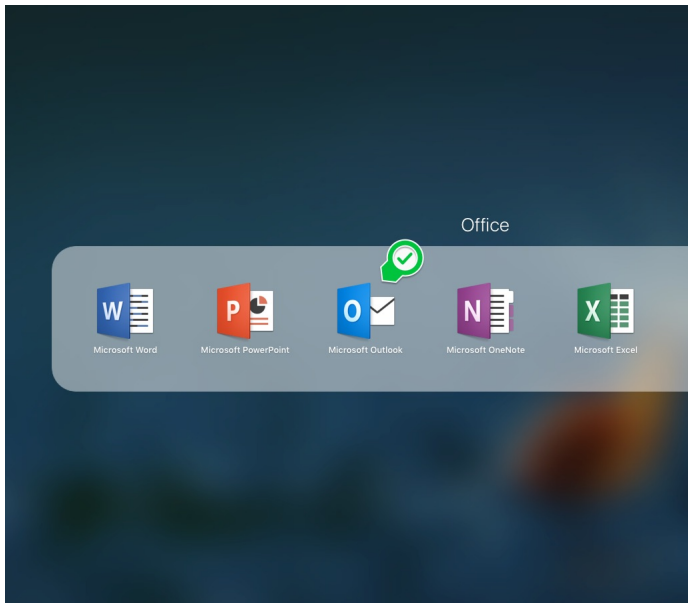 Office
W
P
O
N
X
Microsoft Word
Microsoft PowerPoint
Microsoft Outlook
Microsoft OneNote
Microsoft Excel